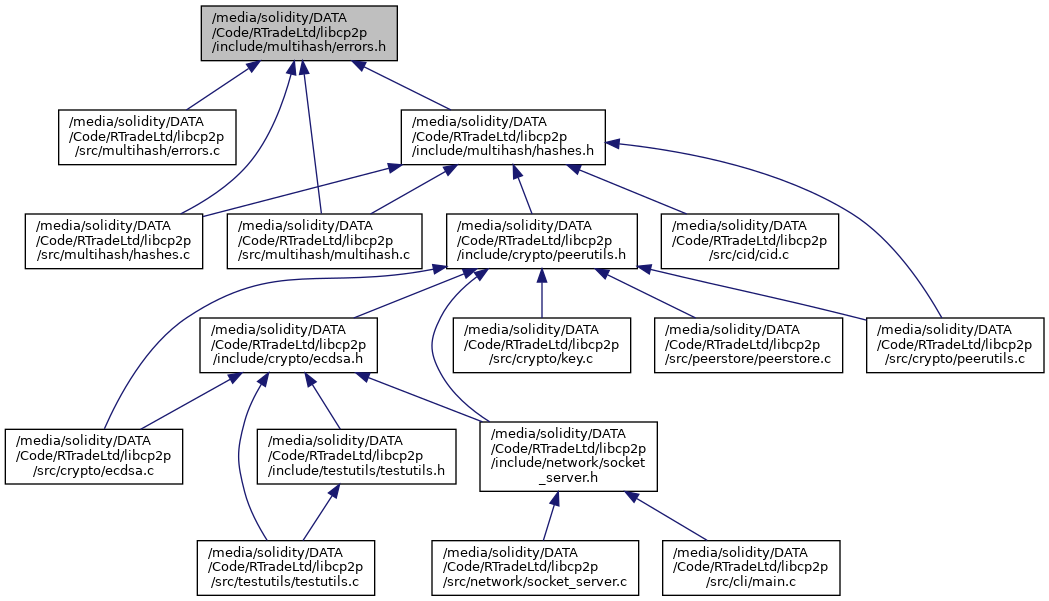 /media/solidity/DATA
/Code/RTradeLtd/libcp2p
/include/multihash/errors.h
/media/solidity/DATA
/Code/RTradeLtd/libcp2p
/src/multihash/errors.c
/media/solidity/DATA
/Code/RTradeLtd/libcp2p
/include/multihash/hashes.h
/media/solidity/DATA
/Code/RTradeLtd/libcp2p
/src/multihash/hashes.c
/media/solidity/DATA
/Code/RTradeLtd/libcp2p
/src/multihash/multihash.c
/media/solidity/DATA
/Code/RTradeLtd/libcp2p
/include/crypto/peerutils.h
/media/solidity/DATA
/Code/RTradeLtd/libcp2p
/src/cid/cid.c
/media/solidity/DATA
/Code/RTradeLtd/libcp2p
/include/crypto/ecdsa.h
/media/solidity/DATA
/Code/RTradeLtd/libcp2p
/src/crypto/key.c
/media/solidity/DATA
/Code/RTradeLtd/libcp2p
/src/peerstore/peerstore.c
/media/solidity/DATA
/Code/RTradeLtd/libcp2p
/src/crypto/peerutils.c
/media/solidity/DATA
/Code/RTradeLtd/libcp2p
/src/crypto/ecdsa.c
/media/solidity/DATA
/Code/RTradeLtd/libcp2p
/include/testutils/testutils.h
/media/solidity/DATA
/Code/RTradeLtd/libcp2p
/include/network/socket
_server.h
/media/solidity/DATA
/Code/RTradeLtd/libcp2p
/src/testutils/testutils.c
/media/solidity/DATA
/Code/RTradeLtd/libcp2p
/src/network/socket_server.c
/media/solidity/DATA
/Code/RTradeLtd/libcp2p
/src/cli/main.c